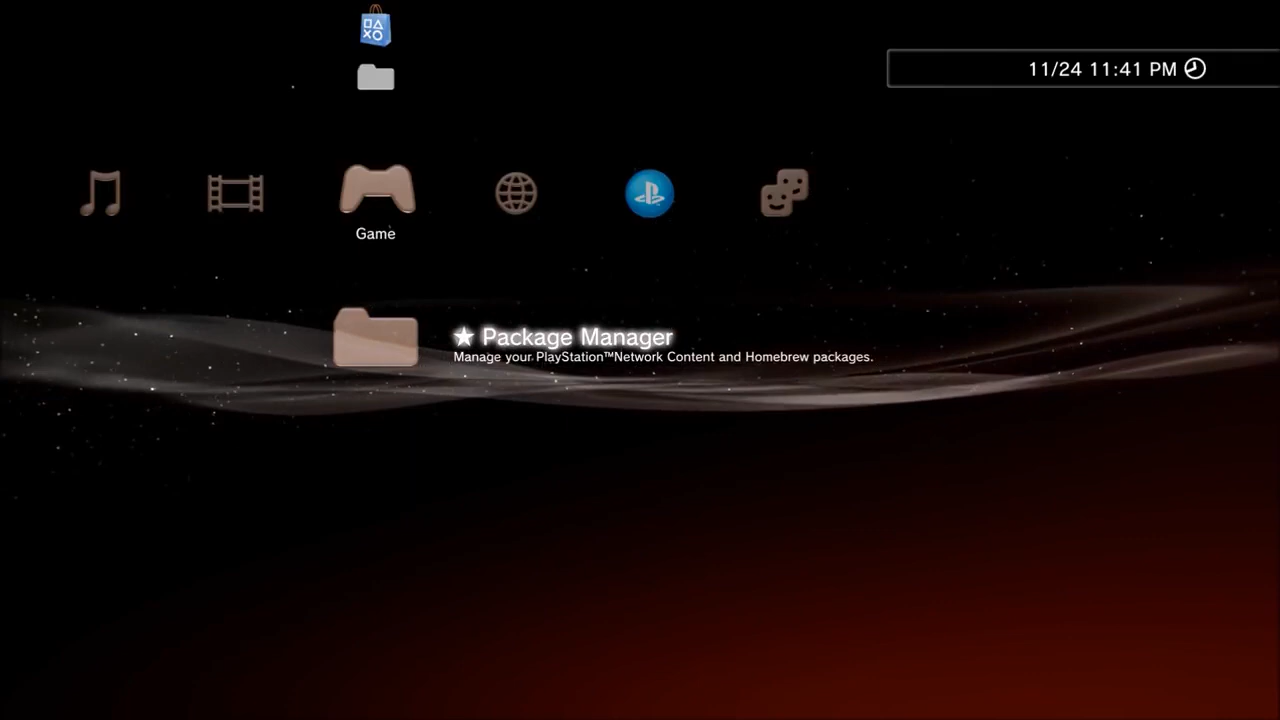 11/24 11:41 PM
Game
★ Package Manager
Manage your PlayStation™Network Content and Homebrew packages.